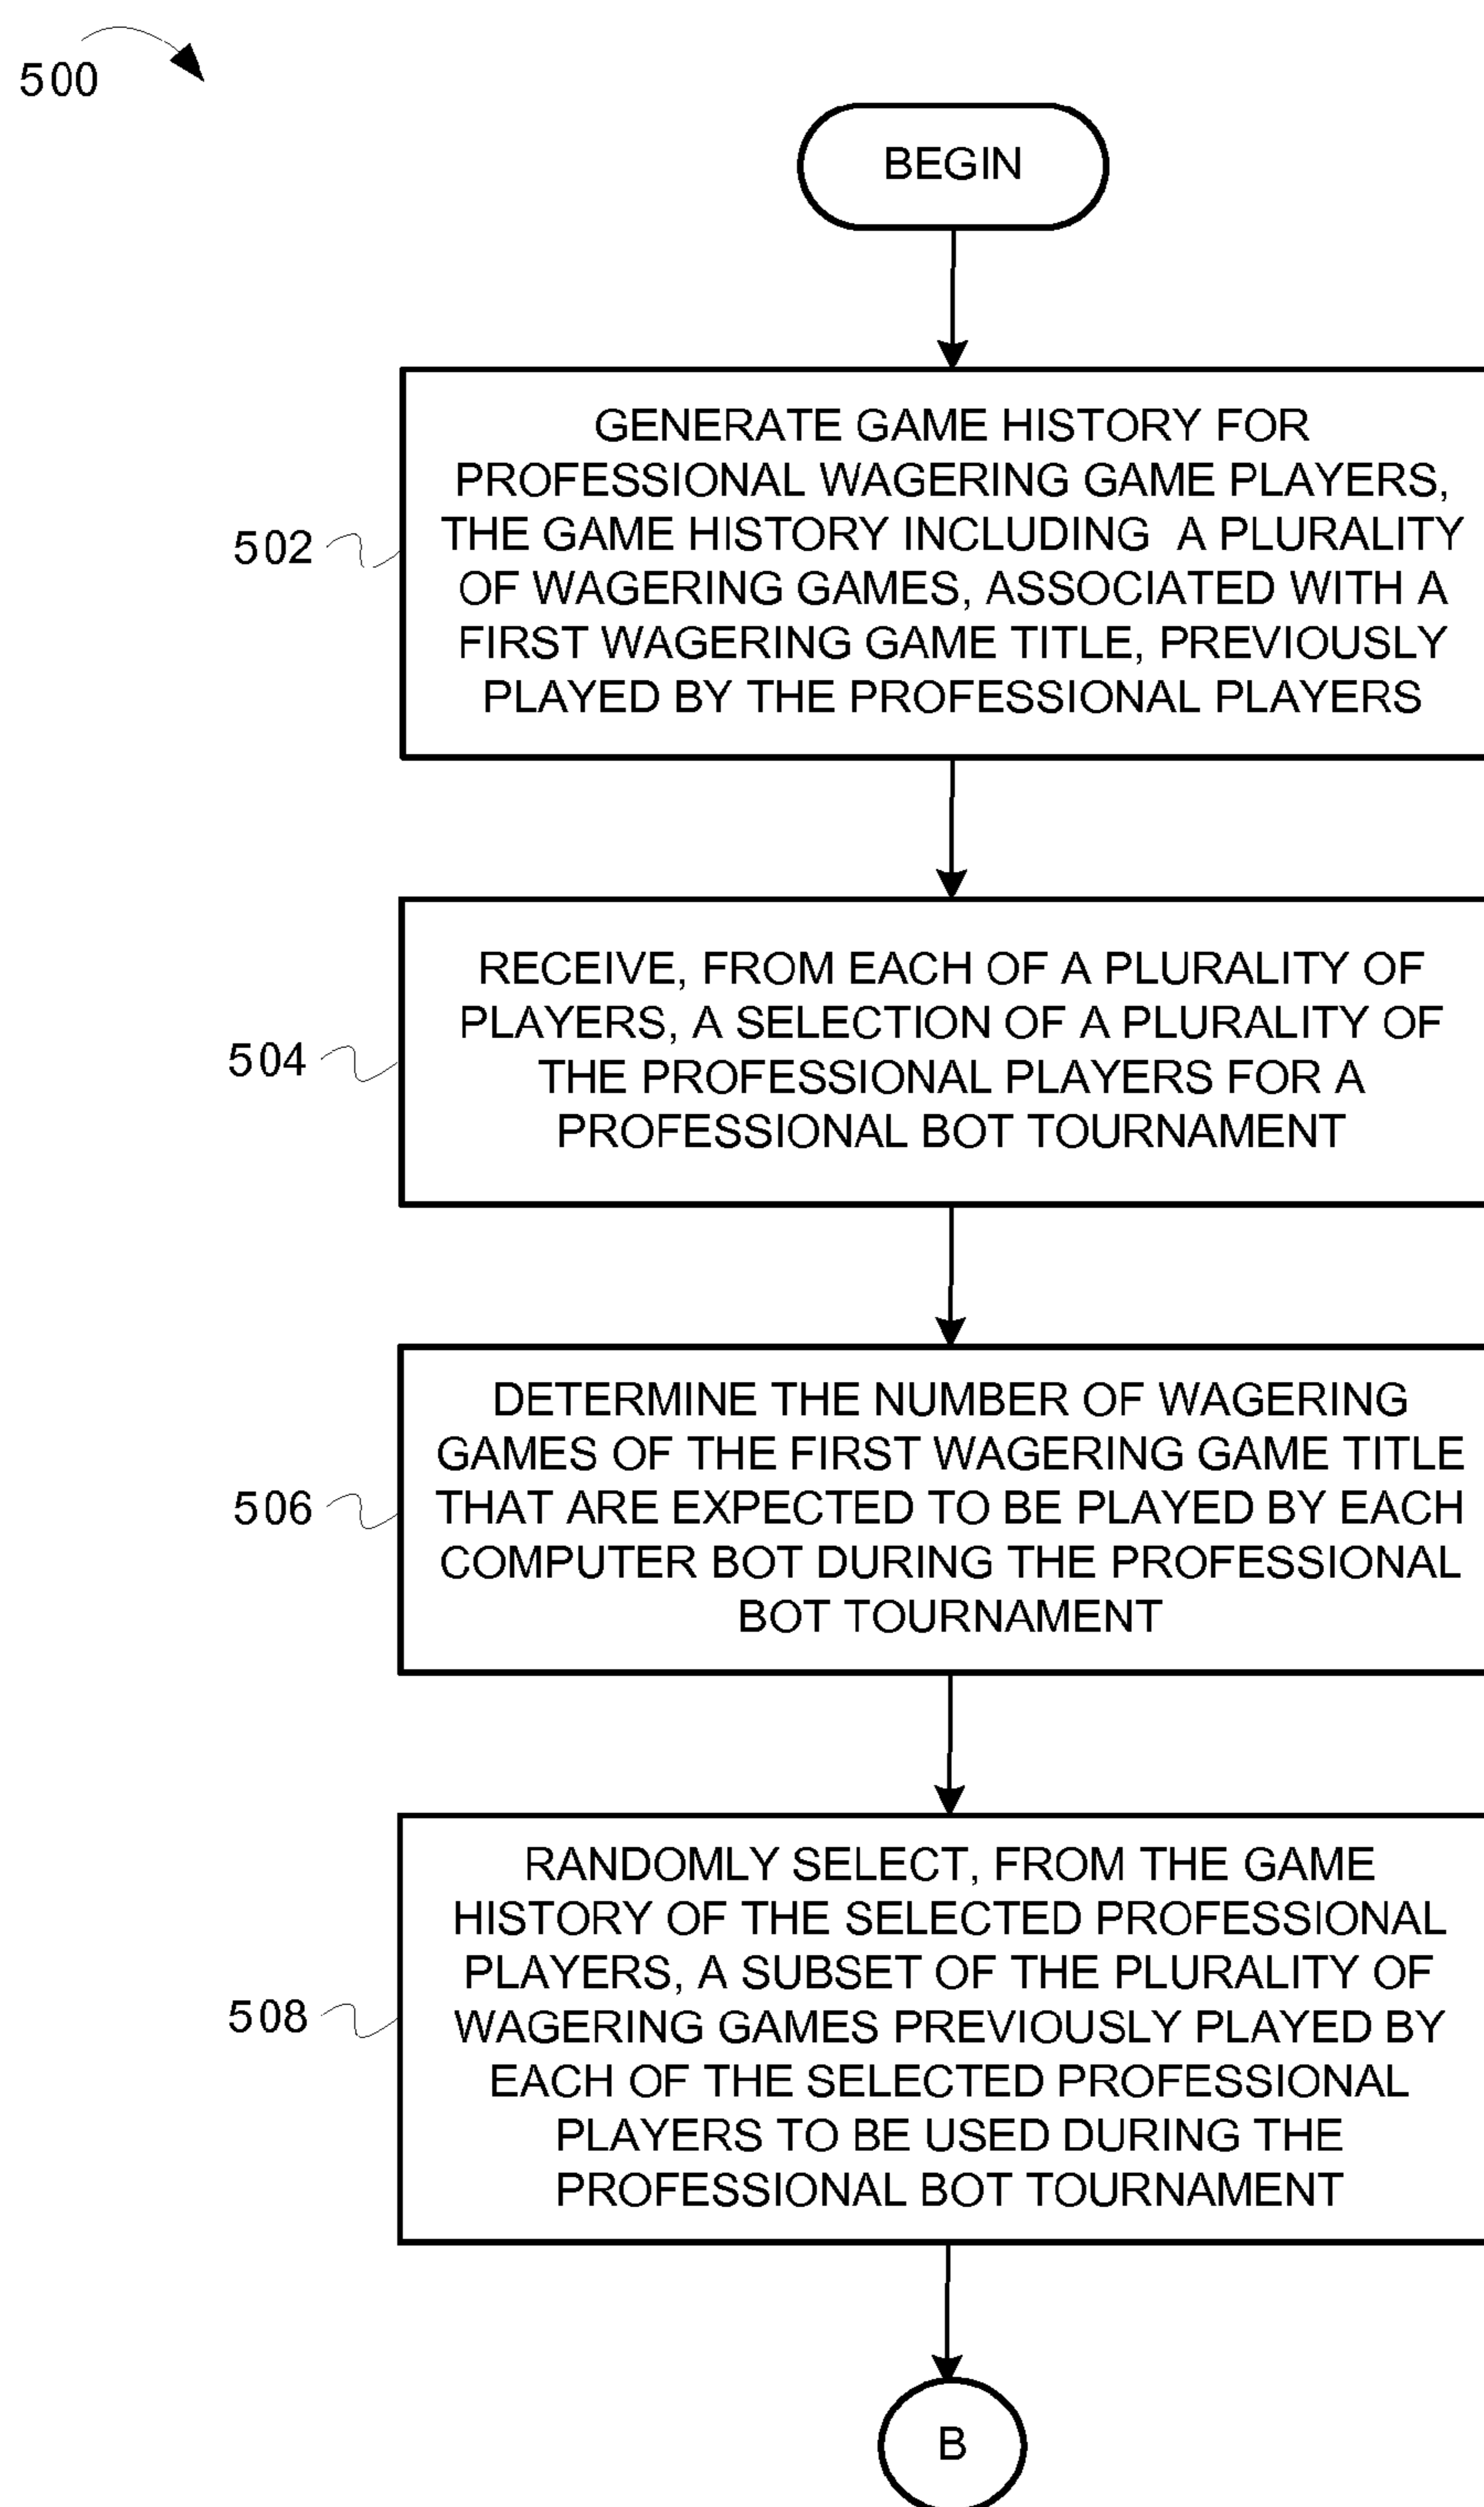 500
BEGIN
GENERATE GAME HISTORY FOR
PROFESSIONAL WAGERING GAME PLAYERS,
THE GAME HISTORY INCLUDING A PLURALITY
OF WAGERING GAMES, ASSOCIATED WITH A
FIRST WAGERING GAME TITLE, PREVIOUSLY
PLAYED BY THE PROFESSIONAL PLAYERS
502
RECEIVE, FROM EACH OF A PLURALITY OF
PLAYERS, A SELECTION OF A PLURALITY OF
THE PROFESSIONAL PLAYERS FOR A
PROFESSIONAL BOT TOURNAMENT
504
DETERMINE THE NUMBER OF WAGERING
GAMES OF THE FIRST WAGERING GAME TITLE
THAT ARE EXPECTED TO BE PLAYED BY EACH
COMPUTER BOT DURING THE PROFESSIONAL
BOT TOURNAMENT
506
RANDOMLY SELECT, FROM THE GAME
HISTORY OF THE SELECTED PROFESSIONAL
PLAYERS, A SUBSET OF THE PLURALITY OF
WAGERING GAMES PREVIOUSLY PLAYED BY
EACH OF THE SELECTED PROFESSIONAL
PLAYERS TO BE USED DURING THE
PROFESSIONAL BOT TOURNAMENT
508
B